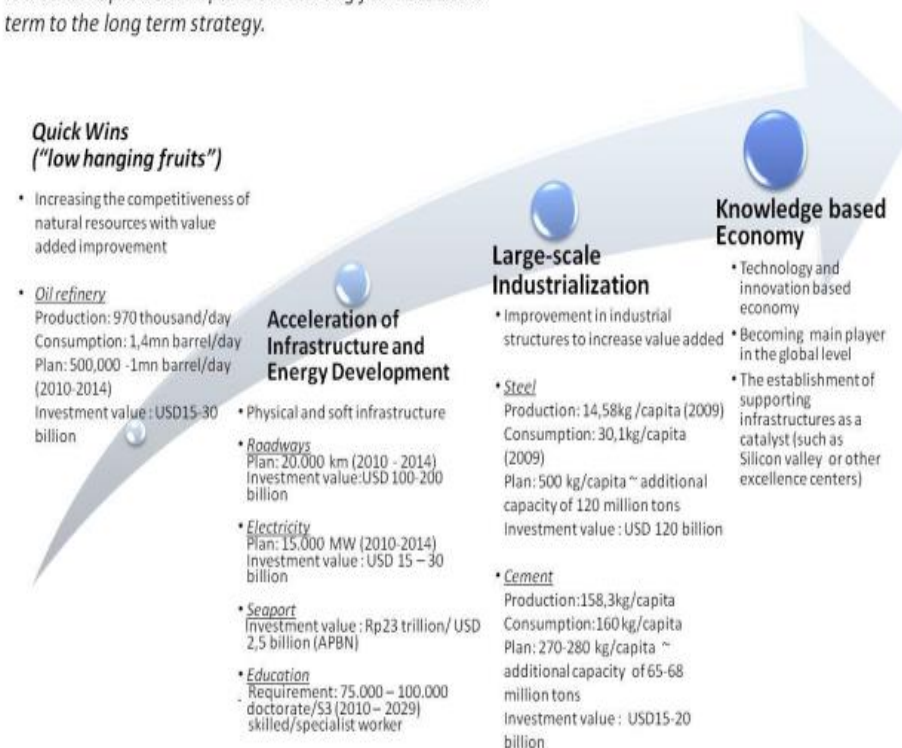 term to the long term strategy.
Quick Wins
("low hanging fruits")
• Increasing the competitiveness of
natural resources with value
added improvement
• Oil refinery
Production: 970 thousand/day
Consumption: 1,4mn barrel/day
Plan: 500,000 -1mn barrel/day
(2010-2014)
Investment value : USD15-30
billion
Acceleration of
Infrastructure and
Energy Development
• Physical and soft infrastructure
• Roadways
Plan: 20.000 km (2010 - 2014)
Investment value:USD 100-200
billion
• Electricity
Plan: 15.000 MW (2010-2014)
Investment value : USD 15 – 30
billion
• Seaport
Investment value : Rp23 trillion/ USD
2,5 billion (APBN)
• Education
Requirement: 75.000 – 100.000
doctorate/S3 (2010 – 2029)
skilled/specialist worker
Large-scale
Industrialization
• Improvement in industrial
structures to increase value added
• Steel
Production: 14,58kg /capita (2009)
Consumption: 30,1kg/capita
(2009)
Plan: 500 kg/capita ~ additional
capacity of 120 million tons
Investment value : USD 120 billion
• Cement
Production:158,3kg/capita
Consumption:160 kg/capita
Plan: 270-280 kg/capita ~
additional capacity of 65-68
million tons
Investment value : USD15-20
billion
Knowledge based
Economy
• Technology and
innovation based
economy
• Becoming main player
in the global level
• The establishment of
supporting
infrastructures as a
catalyst (such as
Silicon valley or other
excellence centers)